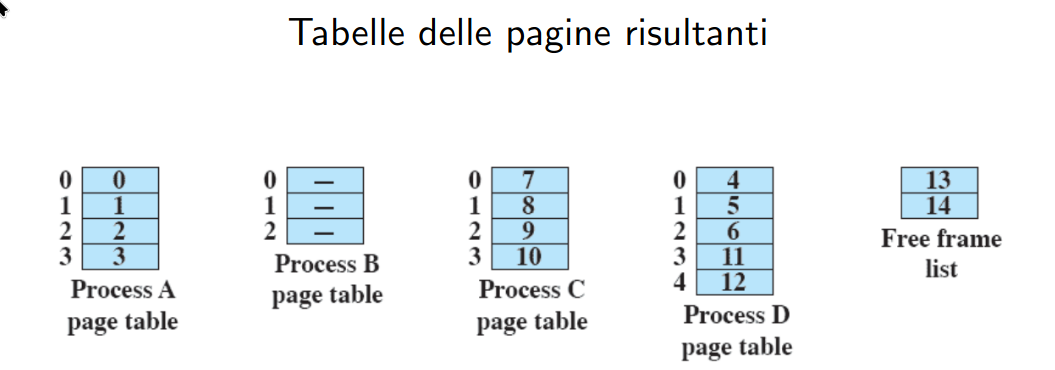 Tabelle delle pagine risultanti
0 0
1 1
2 2
3 3
Process A
page table
0 —
1 —
2 —
Process B
page table
0 7
1 8
2 9
3 10
Process C
page table
0 4
1 5
2 6
3 11
4 12
Process D
page table
13
14
Free frame
list